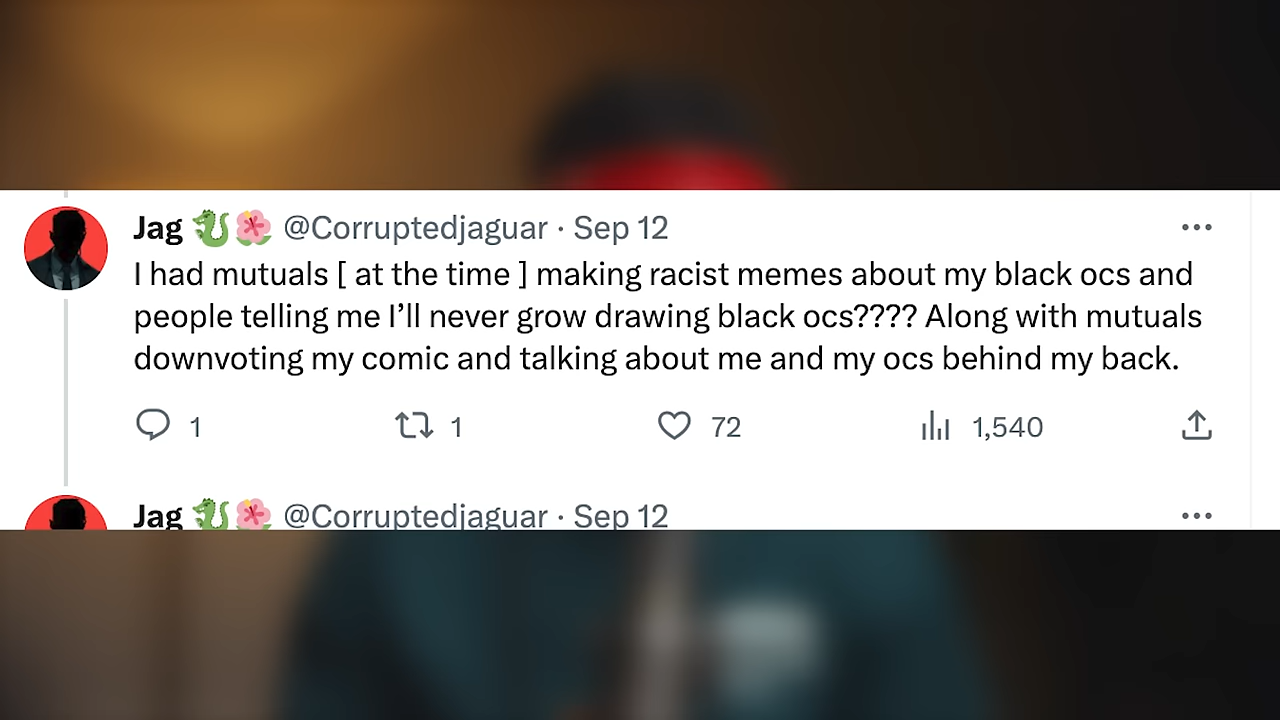 Jag 🐉🌺 @Corruptedjaguar · Sep 12
I had mutuals [ at the time ] making racist memes about my black ocs and
people telling me I’ll never grow drawing black ocs???? Along with mutuals
downvoting my comic and talking about me and my ocs behind my back.
1 1 72 1,540
Jag 🐉🌺 @Corruptedjaguar · Sep 12